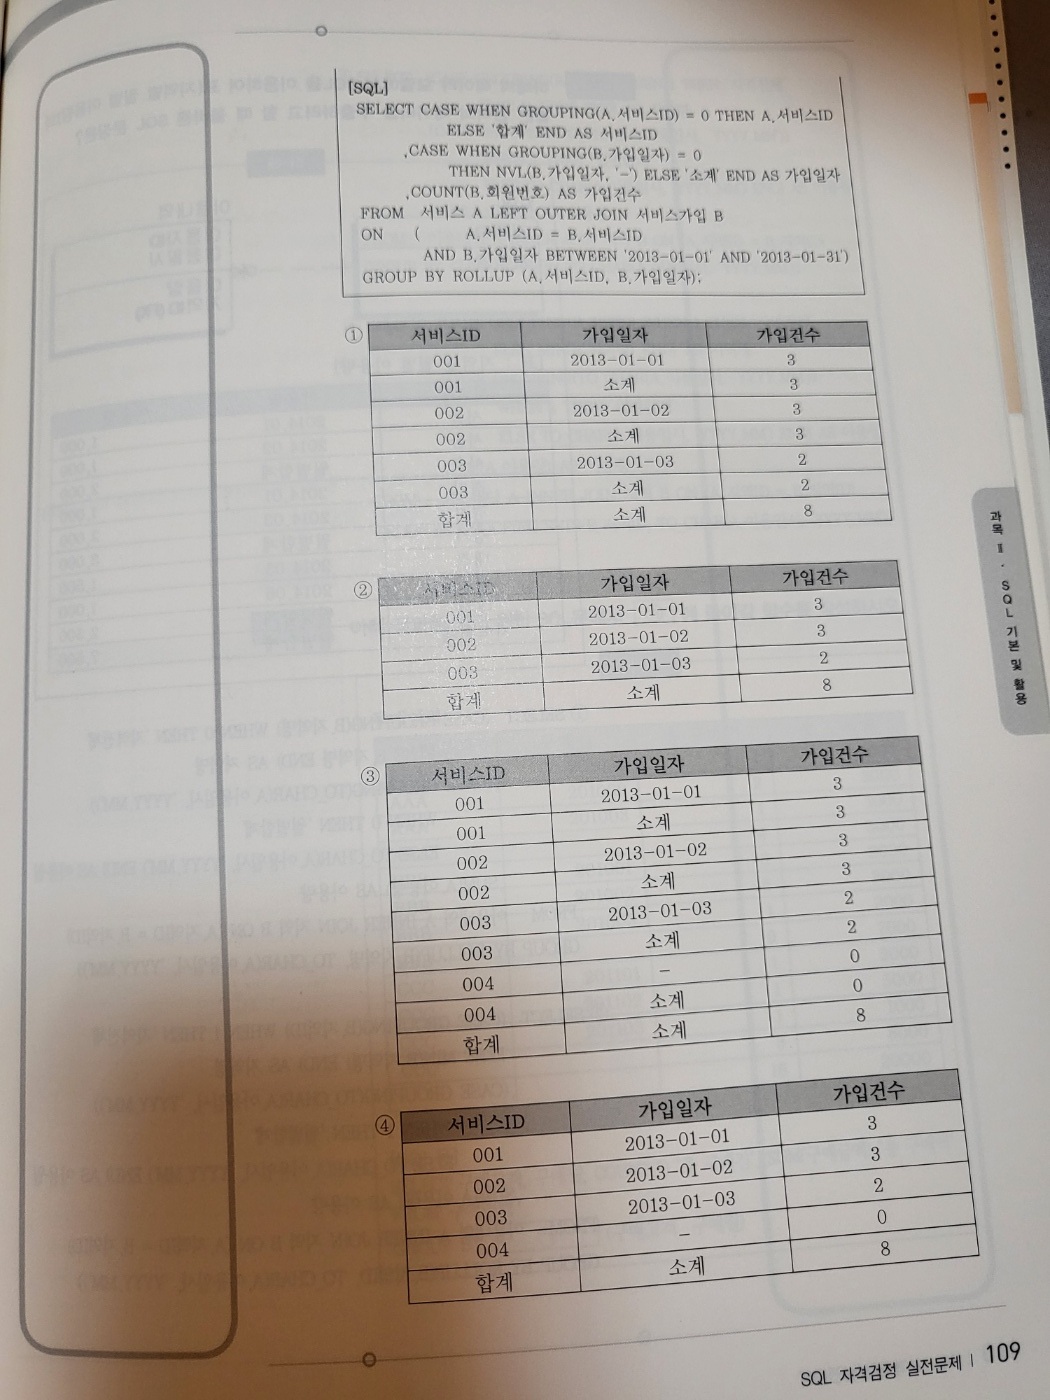 [SQL]
SELECT CASE WHEN GROUPING(A.서비스ID) = 0 THEN A.서비스ID
ELSE '합계' END AS 서비스ID
,CASE WHEN GROUPING(B.가입일자) = 0
THEN NVL(B.가입일자, '-') ELSE '소계' END AS 가입일자
,COUNT(B.회원번호) AS 가입건수
FROM 서비스 A LEFT OUTER JOIN 서비스가입 B
ON ( A.서비스ID = B.서비스ID
AND B.가입일자 BETWEEN '2013-01-01' AND '2013-01-31')
GROUP BY ROLLUP (A.서비스ID, B.가입일자);
① 서비스ID 가입일자 가입건수
001 2013-01-01 3
001 소계 3
002 2013-01-02 3
002 소계 3
003 2013-01-03 2
003 소계 2
합계 소계 8
② 서비스ID 가입일자 가입건수
001 2013-01-01 3
002 2013-01-02 3
003 2013-01-03 2
합계 소계 8
③ 서비스ID 가입일자 가입건수
001 2013-01-01 3
001 소계 3
002 2013-01-02 3
002 소계 3
003 2013-01-03 2
003 소계 2
004 - 0
004 소계 0
합계 소계 8
④ 서비스ID 가입일자 가입건수
001 2013-01-01 3
002 2013-01-02 3
003 2013-01-03 2
004 - 0
합계 소계 8
과목 Ⅱ · SQL 기본 및 활용
SQL 자격검정 실전문제 | 109